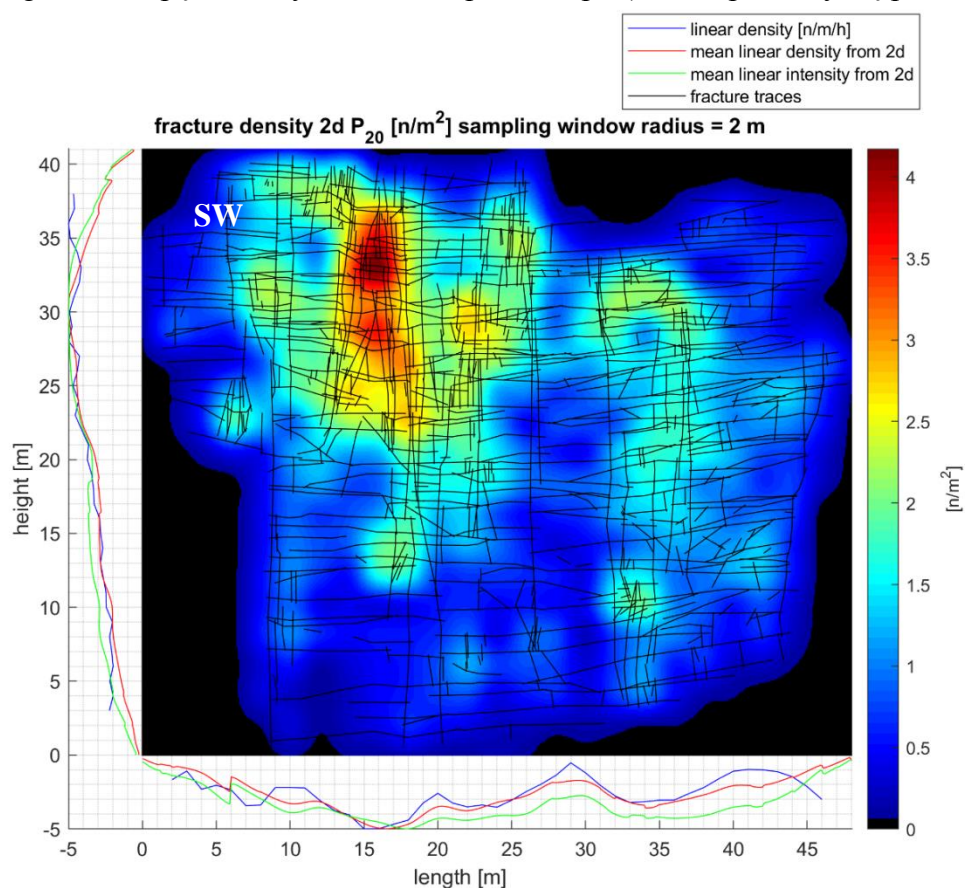 linear density [n/m/h]
mean linear density from 2d
mean linear intensity from 2d
fracture traces
fracture density 2d P20 [n/m2] sampling window radius = 2 m
SW
height [m]
40
35
30
25
20
15
10
5
0
-5
-5 0 5 10 15 20 25 30 35 40 45
length [m]
4
3.5
3
2.5
2
1.5
1
0.5
0
[n/m2]